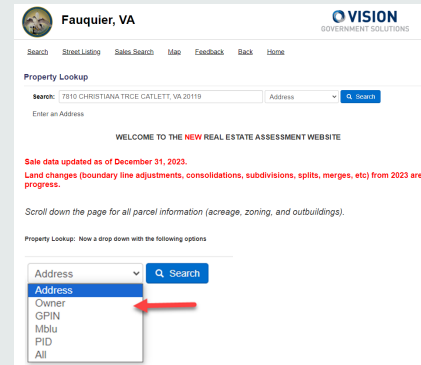 Fauquier, VA
VISION
GOVERNMENT SOLUTIONS
Search Street Listing Sales Search Map Feedback Back Home
Property Lookup
Search: 7810 CHRISTIANA TRCE CATLETT, VA 20119 Address Search
Enter an Address
WELCOME TO THE NEW REAL ESTATE ASSESSMENT WEBSITE
Sale data updated as of December 31, 2023.
Land changes (boundary line adjustments, consolidations, subdivisions, splits, merges, etc) from 2023 are
progress.
Scroll down the page for all parcel information (acreage, zoning, and outbuildings).
Property Lookup: Now a drop down with the following options
Address Search
Address
Owner
GPIN
Mblu
PID
All